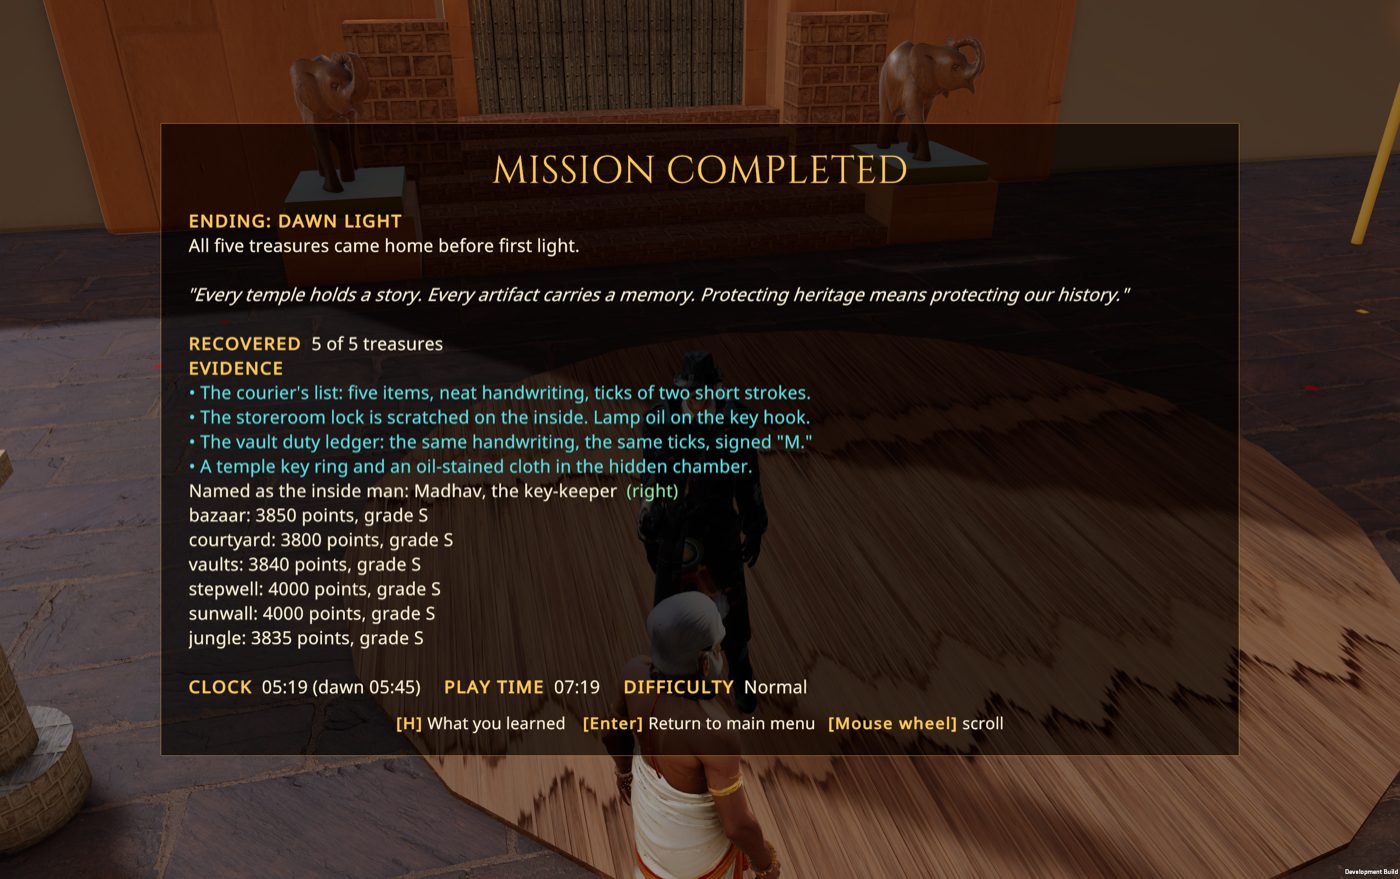 MISSION COMPLETED
ENDING: DAWN LIGHT
All five treasures came home before first light.
"Every temple holds a story. Every artifact carries a memory. Protecting heritage means protecting our history."
RECOVERED 5 of 5 treasures
EVIDENCE
• The courier's list: five items, neat handwriting, ticks of two short strokes.
• The storeroom lock is scratched on the inside. Lamp oil on the key hook.
• The vault duty ledger: the same handwriting, the same ticks, signed "M."
• A temple key ring and an oil-stained cloth in the hidden chamber.
Named as the inside man: Madhav, the key-keeper (right)
bazaar: 3850 points, grade S
courtyard: 3800 points, grade S
vaults: 3840 points, grade S
stepwell: 4000 points, grade S
sunwall: 4000 points, grade S
jungle: 3835 points, grade S
CLOCK 05:19 (dawn 05:45) PLAY TIME 07:19 DIFFICULTY Normal
[H] What you learned [Enter] Return to main menu [Mouse wheel] scroll
Development Build